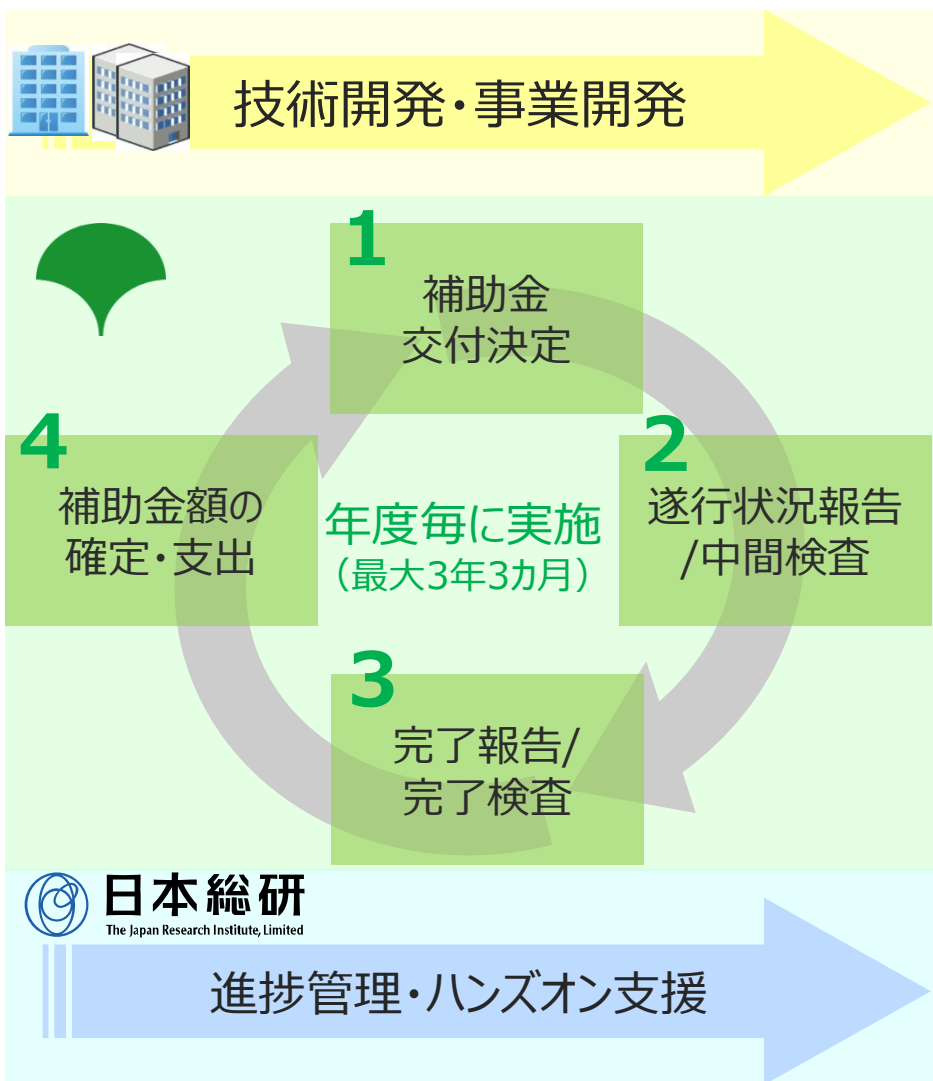 技術開発・事業開発
1
補助金
交付決定
2
遂行状況報告
/中間検査
3
完了報告/
完了検査
4
補助金額の
確定・支出
年度毎に実施
（最大3年3カ月）
日本総研
The Japan Research Institute, Limited
進捗管理・ハンズオン支援